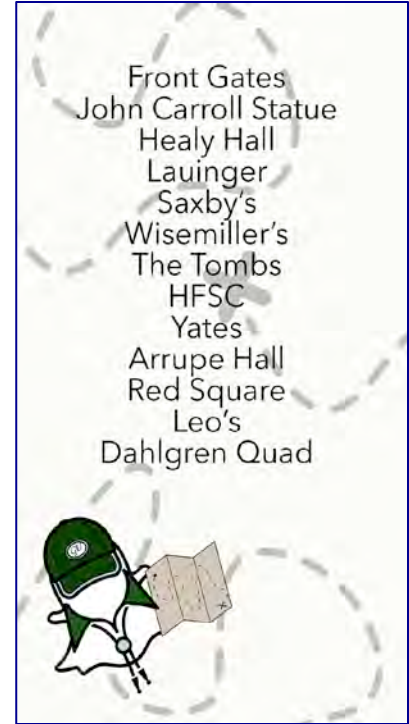 Front Gates
John Carroll Statue
Healy Hall
Lauinger
Saxby's
Wisemiller's
The Tombs
HFSC
Yates
Arrupe Hall
Red Square
Leo's
Dahlgren Quad
GU